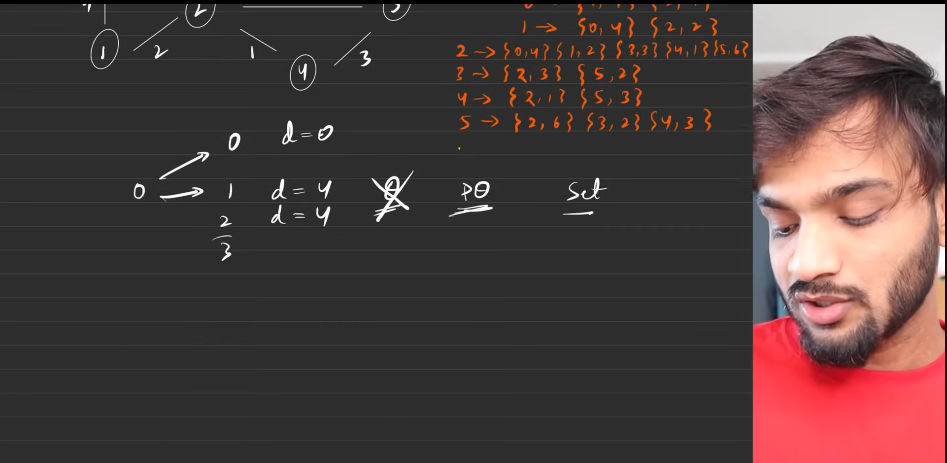 2
1 2 1 4 3
1 → {0,4} {2,2}
2 → {0,4} {1,2} {3,3} {4,1} {5,6}
3 → {2,3} {5,2}
4 → {2,1} {5,3}
5 → {2,6} {3,2} {4,3}
0 d=0
0 1 d=4 Q PQ Set
2 d=4
3